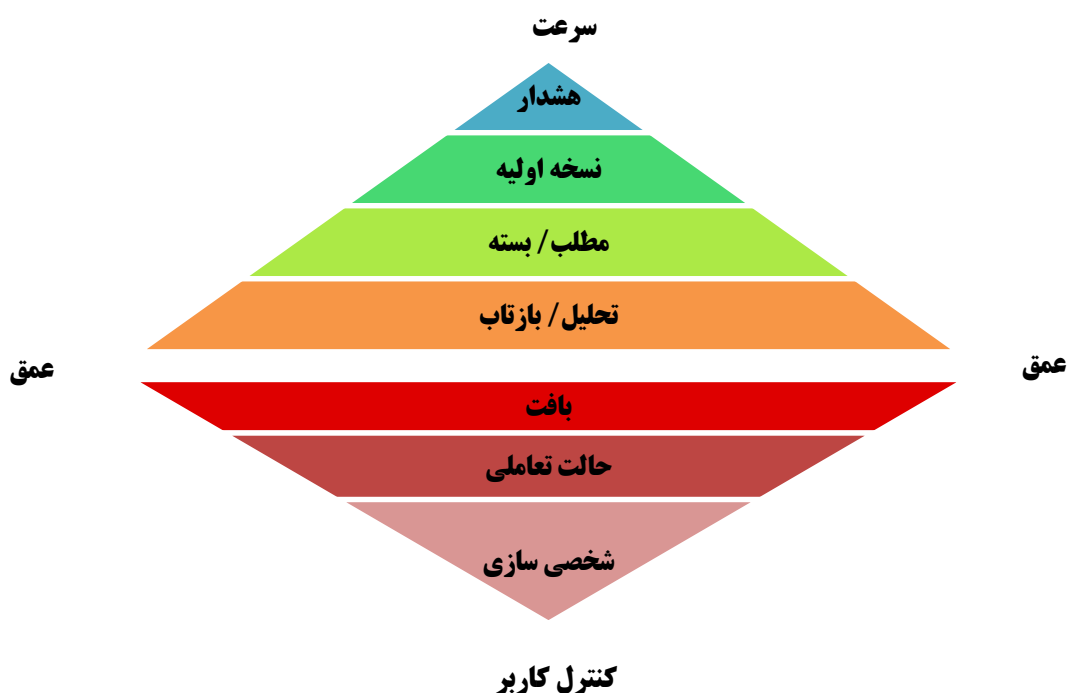 سرعت
هشدار
نسخه اولیه
مطلب/ بسته
تحلیل/ بازتاب
عمق
عمق
بافت
حالت تعاملی
شخصی سازی
کنترل کاربر